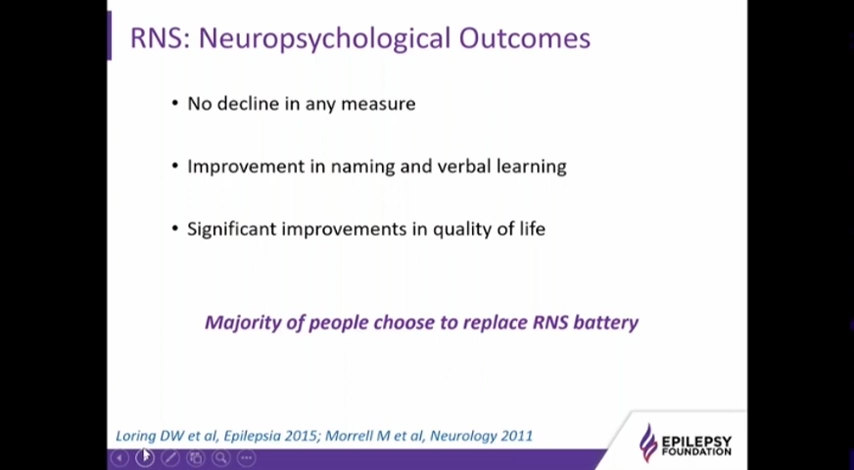 RNS: Neuropsychological Outcomes
• No decline in any measure
• Improvement in naming and verbal learning
• Significant improvements in quality of life
Majority of people choose to replace RNS battery
Loring DW et al, Epilepsia 2015; Morrell M et al, Neurology 2011
EPILEPSY
FOUNDATION